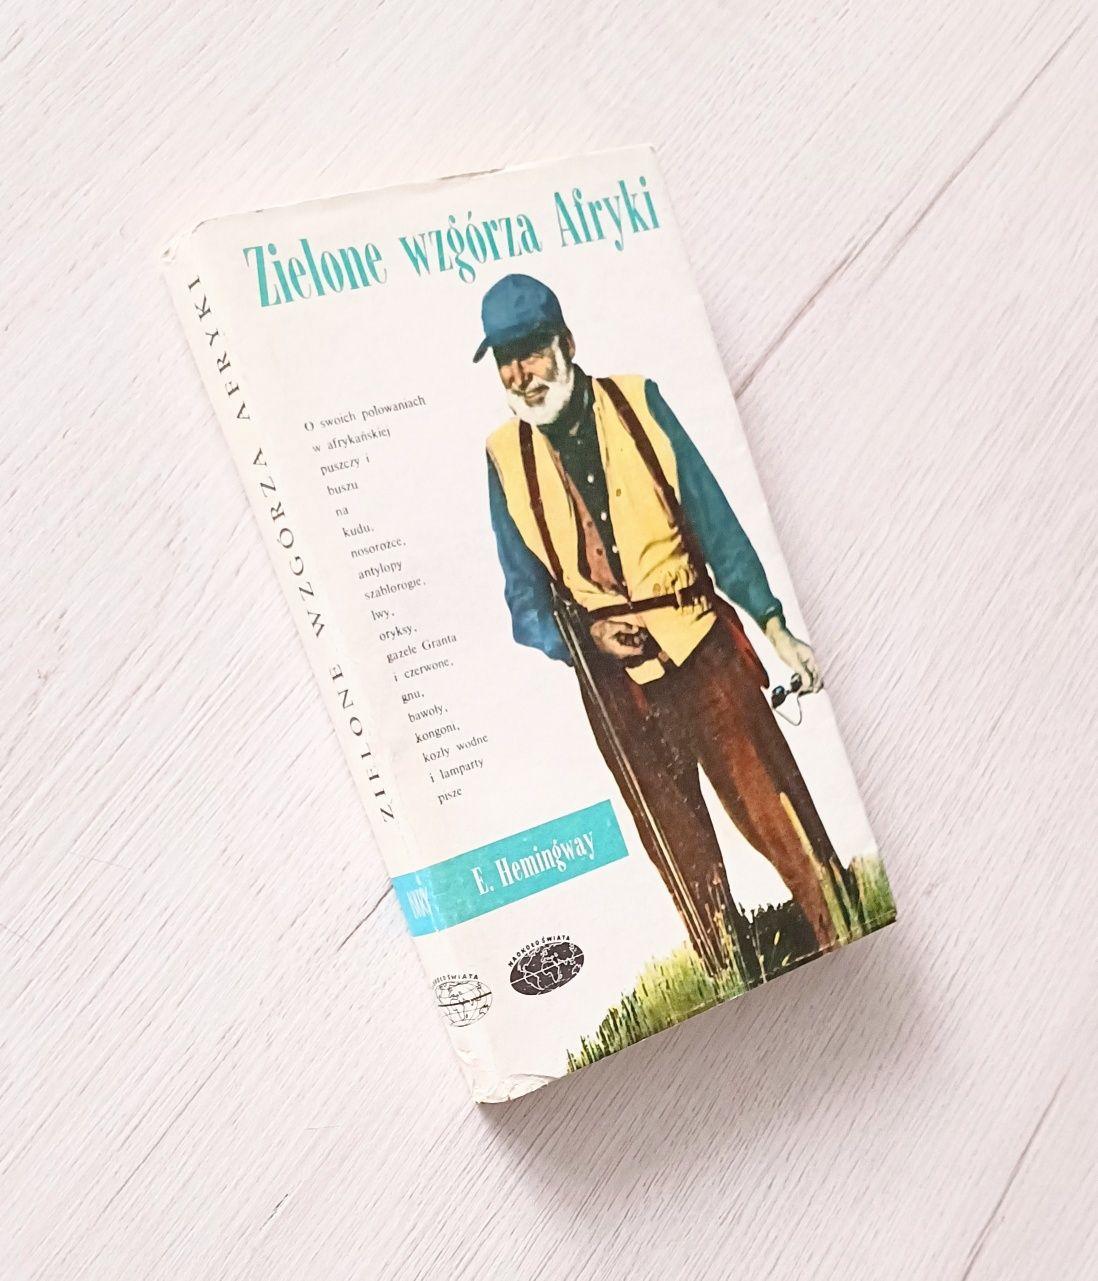 Zielone wzgórza Afryki
O swoich polowaniach
w afrykańskiej
puszczy i
buszu
na
kudu,
nosorożce,
antylopy
szablorogie,
lwy,
oryksy,
gazele Granta
i czerwone,
gnu,
bawoły,
kongoni,
kozły wodne
i lamparty
pisze
E. Hemingway
NAOKOŁO ŚWIATA
ZIELONE WZGÓRZA AFRYKI